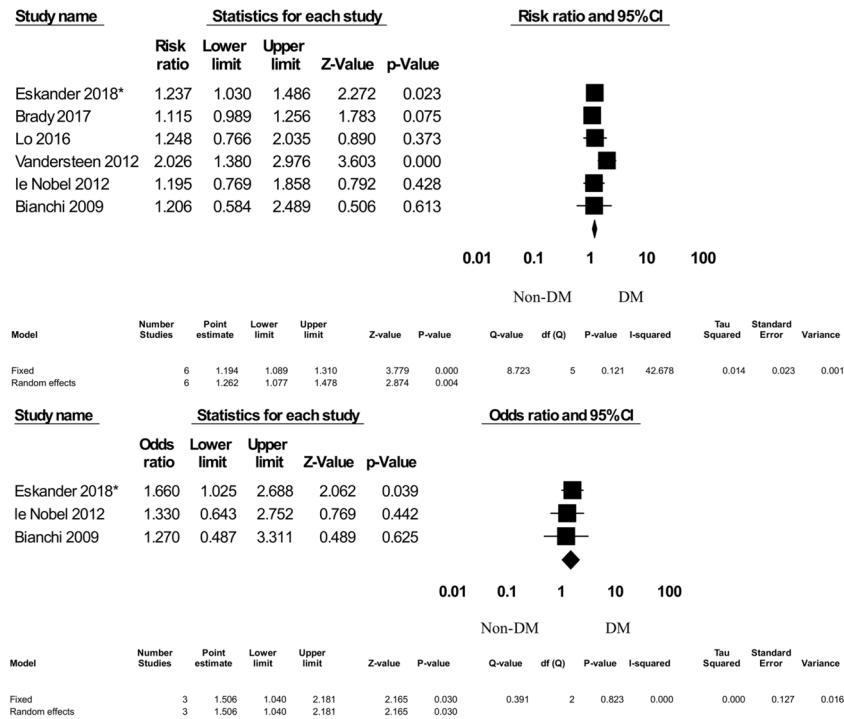 Study name Statistics for each study Risk ratio and 95%CI
Risk Lower Upper
ratio limit limit Z-Value p-Value
Eskander 2018* 1.237 1.030 1.486 2.272 0.023
Brady 2017 1.115 0.989 1.256 1.783 0.075
Lo 2016 1.248 0.766 2.035 0.890 0.373
Vandersteen 2012 2.026 1.380 2.976 3.603 0.000
le Nobel 2012 1.195 0.769 1.858 0.792 0.428
Bianchi 2009 1.206 0.584 2.489 0.506 0.613
0.01 0.1 1 10 100
Non-DM DM
Number Point Lower Upper Tau Standard
Model Studies estimate limit limit Z-value P-value Q-value df (Q) P-value I-squared Squared Error Variance
Fixed 6 1.194 1.089 1.310 3.779 0.000 8.723 5 0.121 42.678 0.014 0.023 0.001
Random effects 6 1.262 1.077 1.478 2.874 0.004
Study name Statistics for each study Odds ratio and 95%CI
Odds Lower Upper
ratio limit limit Z-Value p-Value
Eskander 2018* 1.660 1.025 2.688 2.062 0.039
le Nobel 2012 1.330 0.643 2.752 0.769 0.442
Bianchi 2009 1.270 0.487 3.311 0.489 0.625
0.01 0.1 1 10 100
Non-DM DM
Number Point Lower Upper Tau Standard
Model Studies estimate limit limit Z-value P-value Q-value df (Q) P-value I-squared Squared Error Variance
Fixed 3 1.506 1.040 2.181 2.165 0.030 0.391 2 0.823 0.000 0.000 0.127 0.016
Random effects 3 1.506 1.040 2.181 2.165 0.030